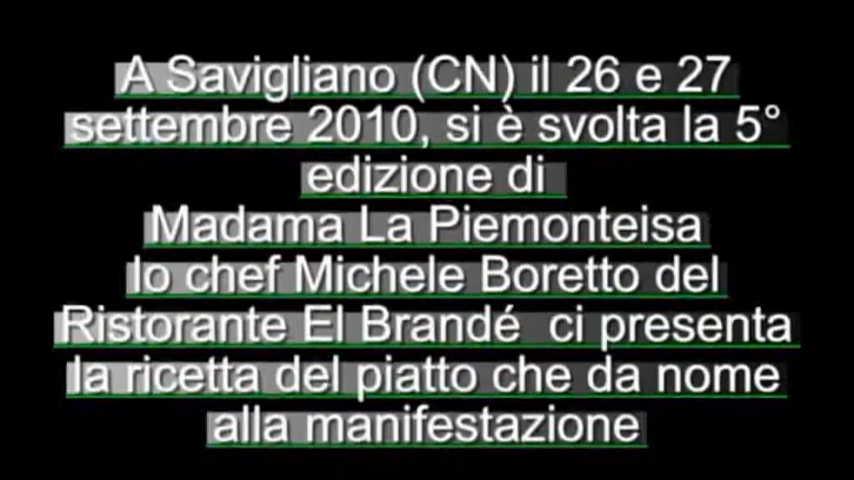 A Savigliano (CN) il 26 e 27
settembre 2010, si è svolta la 5°
edizione di
Madama La Piemonteisa
lo chef Michele Boretto del
Ristorante El Brandé ci presenta
la ricetta del piatto che da nome
alla manifestazione